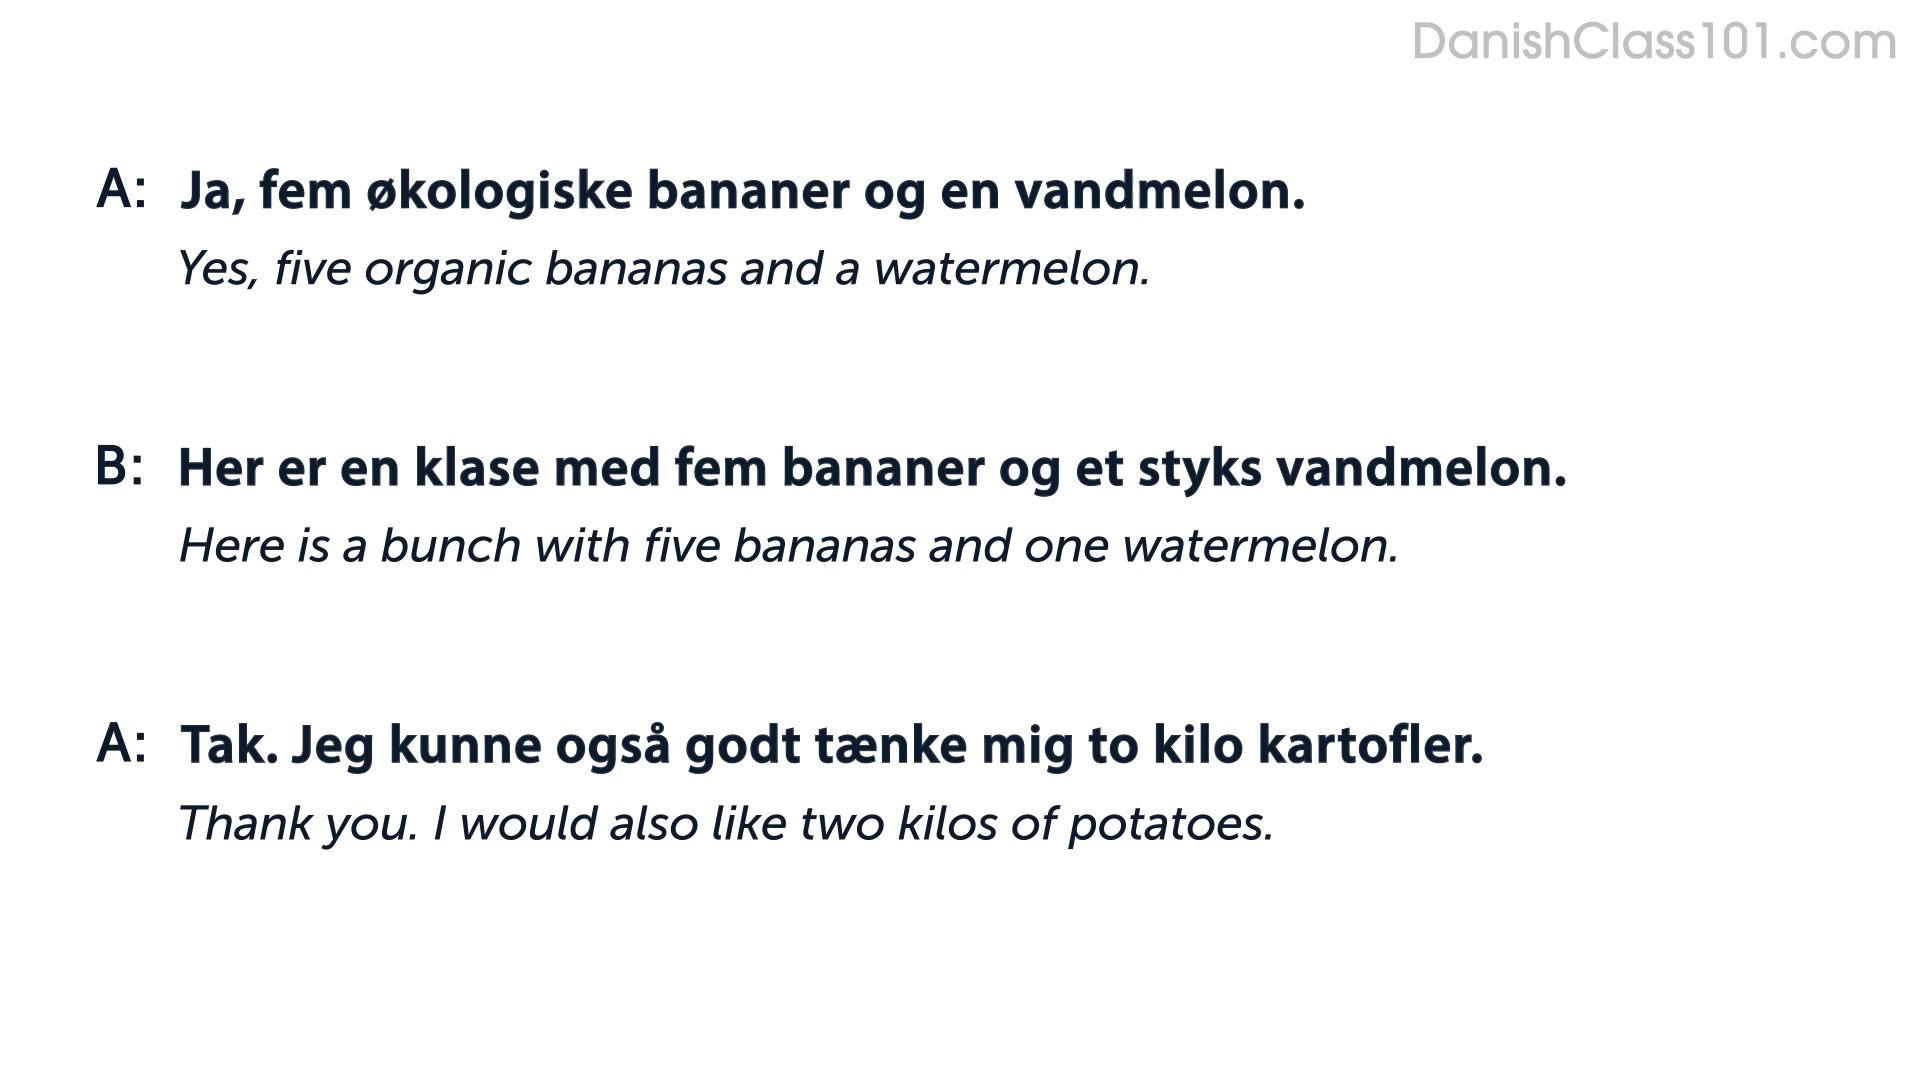 DanishClass101.com
A: Ja, fem økologiske bananer og en vandmelon.
Yes, five organic bananas and a watermelon.
B: Her er en klase med fem bananer og et styks vandmelon.
Here is a bunch with five bananas and one watermelon.
A: Tak. Jeg kunne også godt tænke mig to kilo kartofler.
Thank you. I would also like two kilos of potatoes.